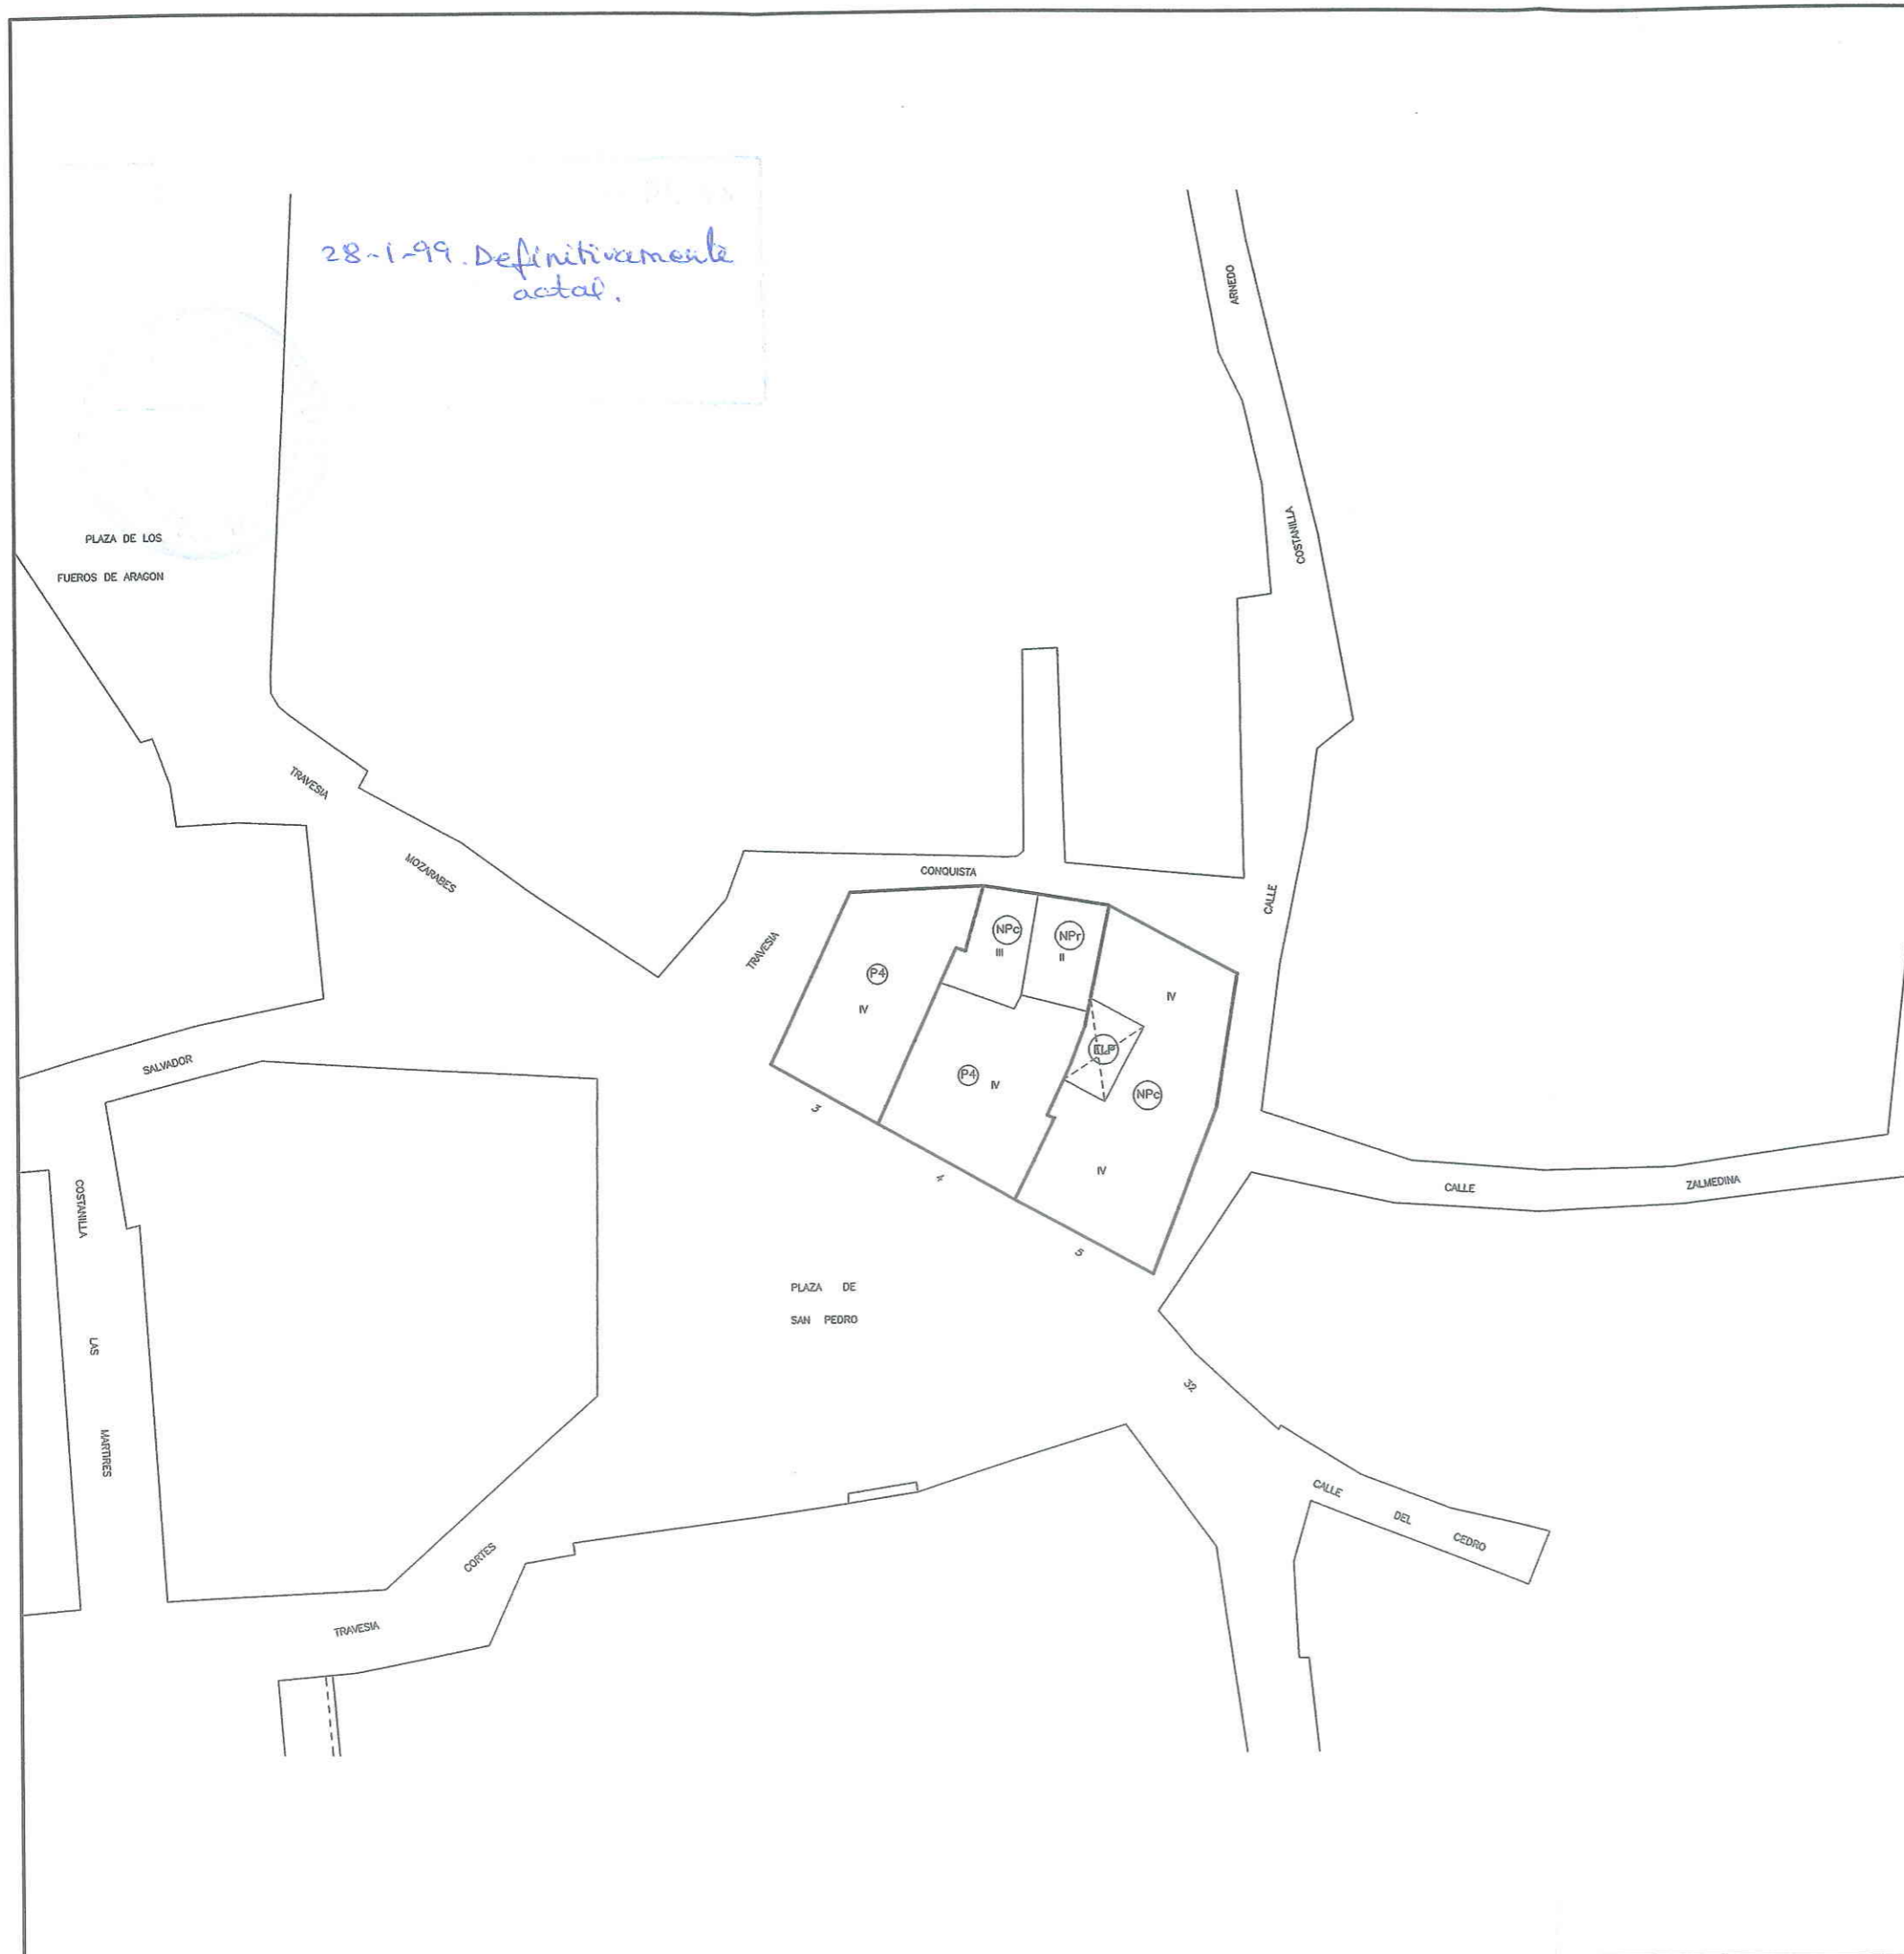 28-1-99. Definitivamente
actal.
ARNEDO
COSTANILLA
PLAZA DE LOS
FUEROS DE ARAGON
TRAVESIA
MOZARABES
CONQUISTA
TRAVESIA
CALLE
NPc
III
NPr
II
P4
IV
IV
ELP
P4
IV
NPc
IV
3
4
5
SALVADOR
COSTANILLA
LAS
MARTIRES
CALLE
ZALMEDINA
PLAZA DE
SAN PEDRO
32
CALLE
DEL
CEDRO
CORTES
TRAVESIA